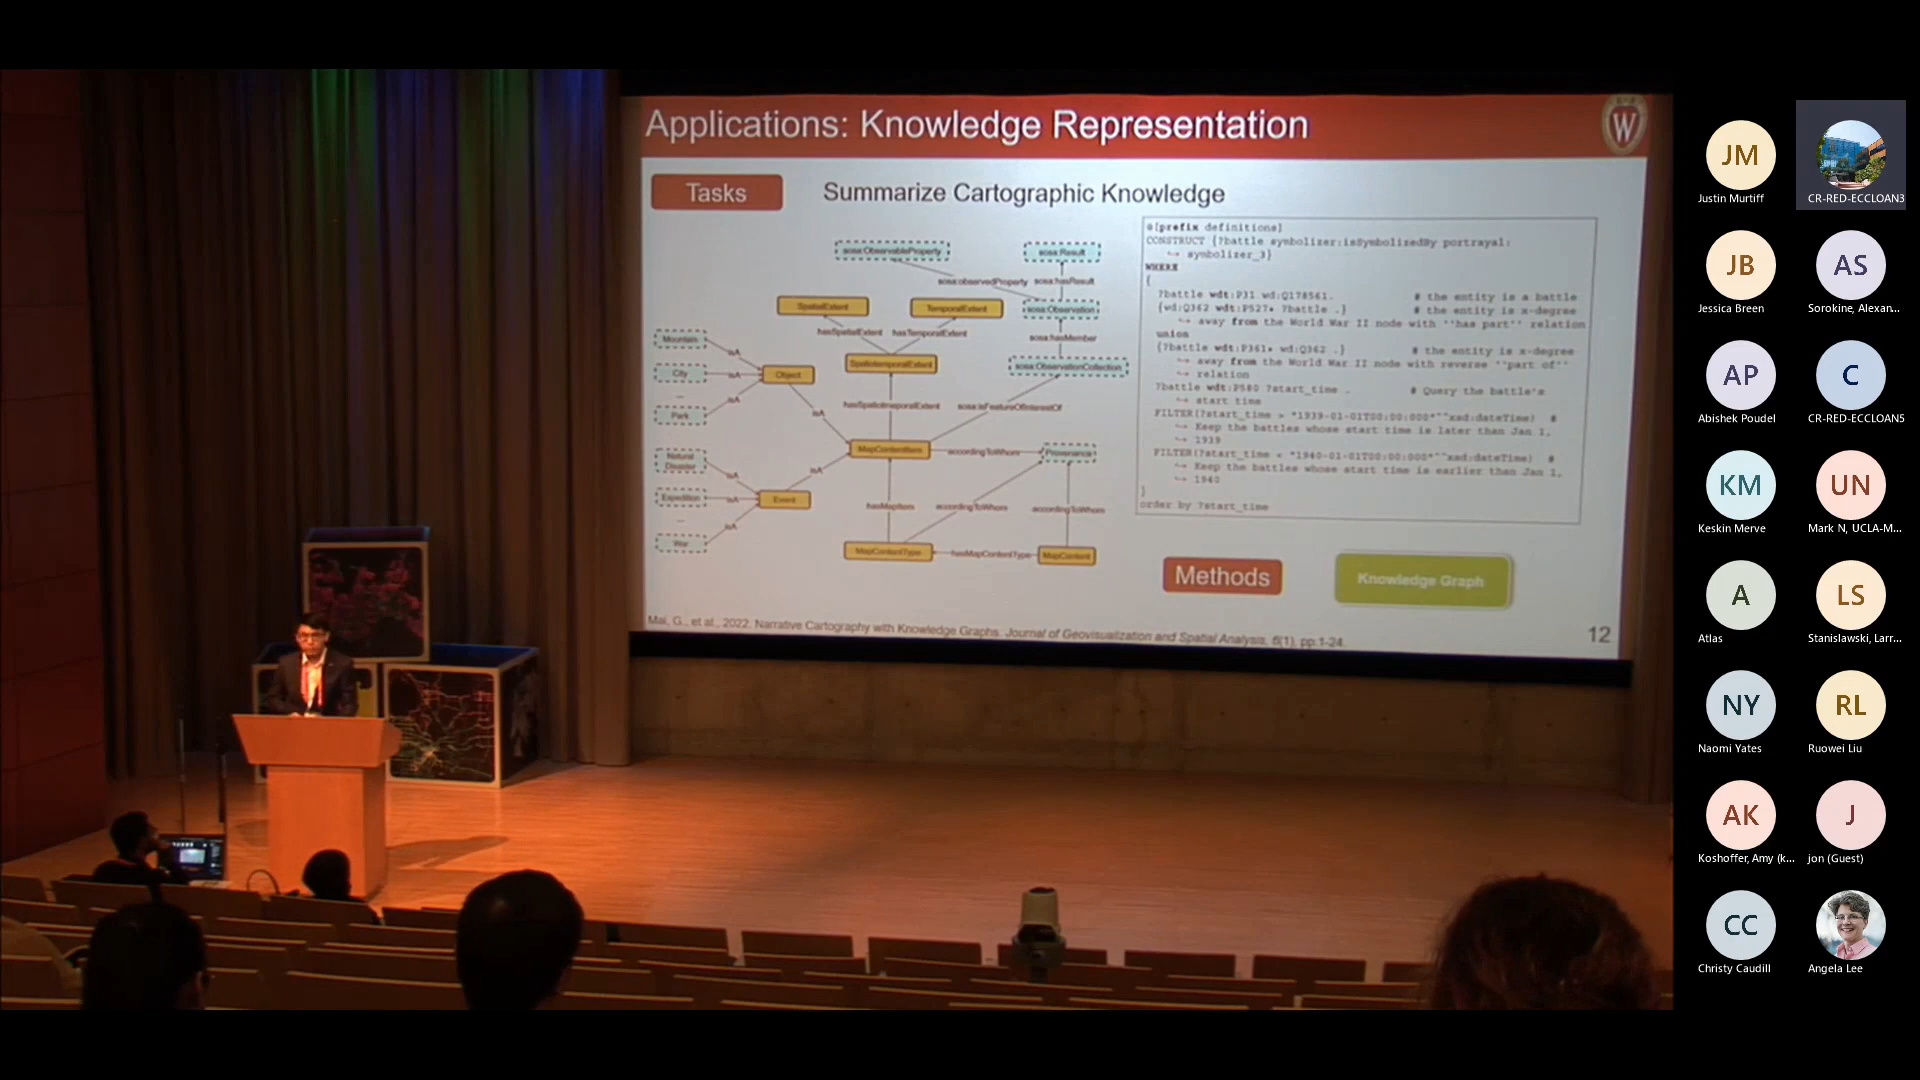 Applications: Knowledge Representation
W
Tasks
Summarize Cartographic Knowledge
sosa:ObservableProperty
sosa:Result
sosa:observedProperty
sosa:hasResult
SpatialExtent
TemporalExtent
sosa:Observation
hasSpatialExtent
hasTemporalExtent
sosa:hasMember
Mountain
isA
City
isA
Object
SpatiotemporalExtent
sosa:ObservationCollection
...
isA
Park
isA
hasSpatiotemporalExtent
sosa:isFeatureOfInterestOf
Natural
Disaster
isA
isA
MapContentItem
accordingToWhom
Provenance
Expedition
isA
Event
...
isA
War
hasMapItem
accordingToWhom
accordingToWhom
MapContentType
hasMapContentType
MapContent
@[prefix definitions]
CONSTRUCT {?battle symbolizer:isSymbolizedBy portrayal:
↪ symbolizer_3}
WHERE
{
?battle wdt:P31 wd:Q178561. # the entity is a battle
{wd:Q362 wdt:P527* ?battle .} # the entity is x-degree
↪ away from the World War II node with ''has part'' relation
union
{?battle wdt:P361* wd:Q362 .} # the entity is x-degree
↪ away from the World War II node with reverse ''part of''
↪ relation
?battle wdt:P580 ?start_time . # Query the battle's
↪ start time
FILTER(?start_time > "1939-01-01T00:00:000"^^xsd:dateTime) #
↪ Keep the battles whose start time is later than Jan 1,
↪ 1939
FILTER(?start_time < "1940-01-01T00:00:000"^^xsd:dateTime) #
↪ Keep the battles whose start time is earlier than Jan 1,
↪ 1940
}
order by ?start_time
Methods
Knowledge Graph
Mai, G., et al., 2022. Narrative Cartography with Knowledge Graphs. Journal of Geovisualization and Spatial Analysis, 6(1), pp.1-24.
12
JM
Justin Murtiff
CR-RED-ECCLOAN3
JB
Jessica Breen
AS
Sorokine, Alexan...
AP
Abishek Poudel
C
CR-RED-ECCLOAN5
KM
Keskin Merve
UN
Mark N, UCLA-M...
A
Atlas
LS
Stanislawski, Larr...
NY
Naomi Yates
RL
Ruowei Liu
AK
Koshoffer, Amy (k...
J
jon (Guest)
CC
Christy Caudill
Angela Lee